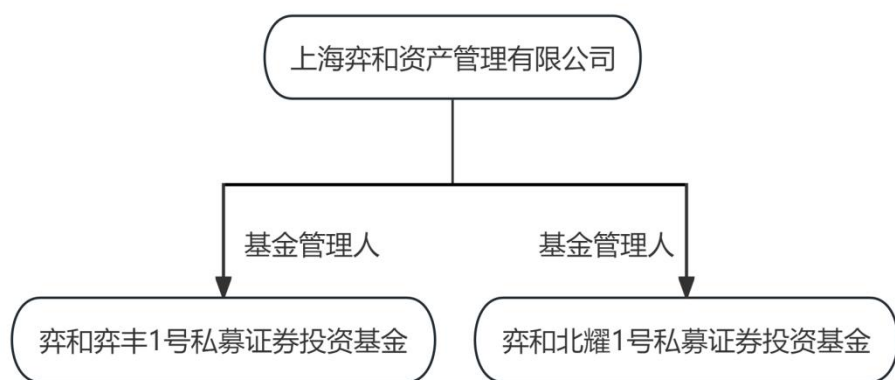 上海弈和资产管理有限公司
基金管理人
基金管理人
弈和弈丰1号私募证券投资基金
弈和北耀1号私募证券投资基金